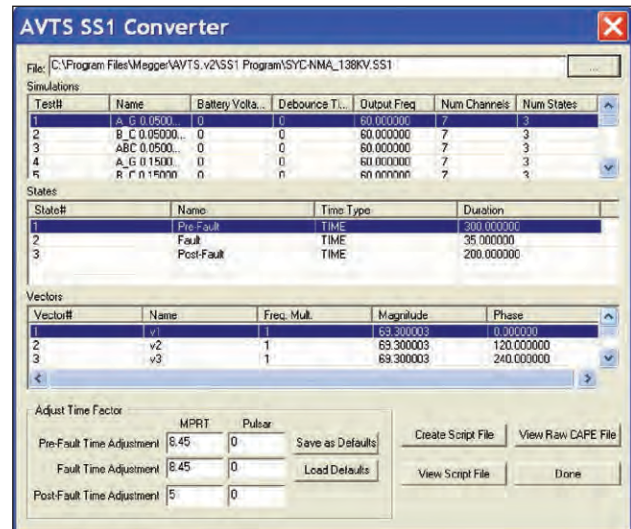 AVTS SS1 Converter
File: C:\Program Files\Megger\AVTS.v2\SS1 Program\SYC-NMA_138KV.SS1 ...
Simulations
Test# Name Battery Volta... Debounce Ti... Output Freq Num Channels Num States
1 A_G 0.0500... 0 0 60.000000 7 3
2 B_C 0.0500... 0 0 60.000000 7 3
3 ABC 0.0500... 0 0 60.000000 7 3
4 A_G 0.1500... 0 0 60.000000 7 3
5 B_C 0.15000... 0 0 60.000000 7 3
States
State# Name Time Type Duration
1 Pre Fault TIME 300.000000
2 Fault TIME 35.000000
3 Post-Fault TIME 200.000000
Vectors
Vector# Name Freq. Mult. Magnitude Phase
1 v1 1 69.300003 0.000000
2 v2 1 69.300003 120.000000
3 v3 1 69.300003 240.000000
Adjust Time Factor
MPRT Pulsar
Pre-Fault Time Adjustment 8.45 0 Save as Defaults
Fault Time Adjustment 8.45 0 Load Defaults
Post-Fault Time Adjustment 5 0
Create Script File View Raw CAPE File
View Script File Done